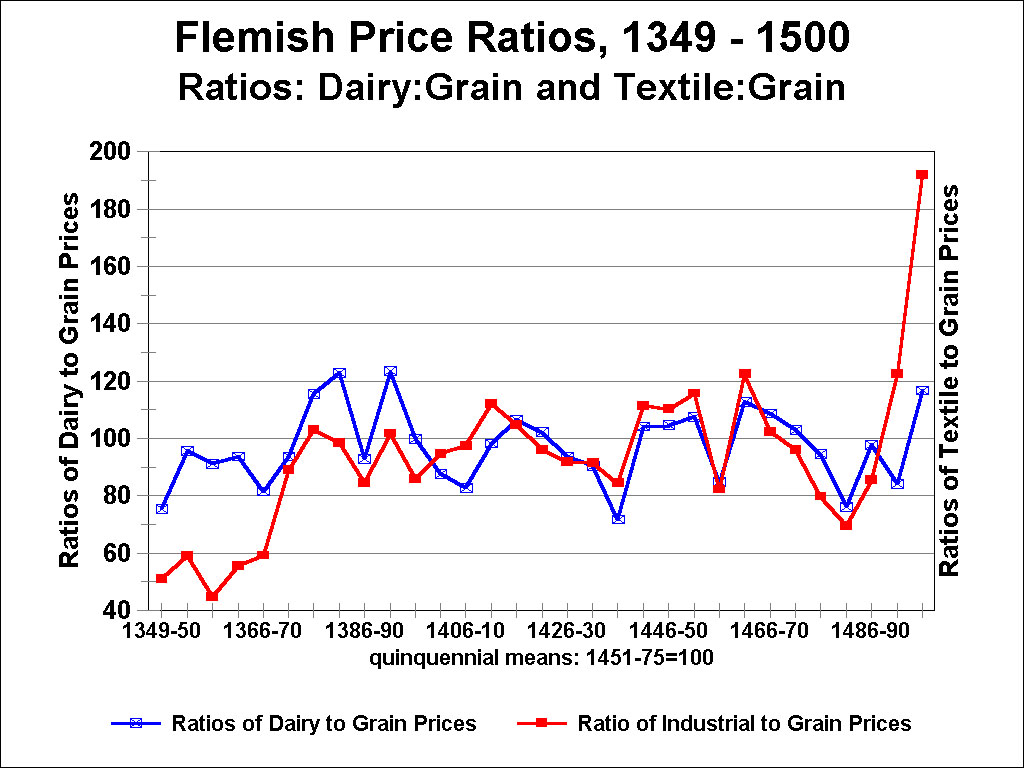 Flemish Price Ratios, 1349 - 1500
Ratios: Dairy:Grain and Textile:Grain
Ratios of Dairy to Grain Prices
200
180
160
140
120
100
80
60
40
Ratios of Textile to Grain Prices
1349-50 1366-70 1386-90 1406-10 1426-30 1446-50 1466-70 1486-90
quinquennial means: 1451-75=100
Ratios of Dairy to Grain Prices Ratio of Industrial to Grain Prices